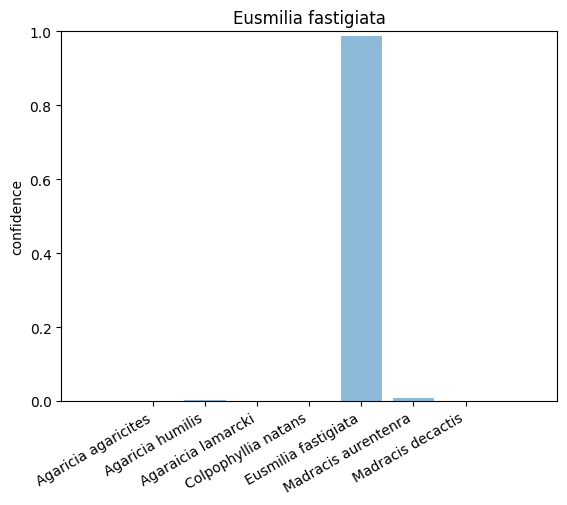 Eusmilia fastigiata
1.0
0.8
0.6
0.4
0.2
0.0
confidence
Agaricia agaricites
Agaricia humilis
Agaraicia lamarcki
Colpophyllia natans
Eusmilia fastigiata
Madracis aurentenra
Madracis decactis